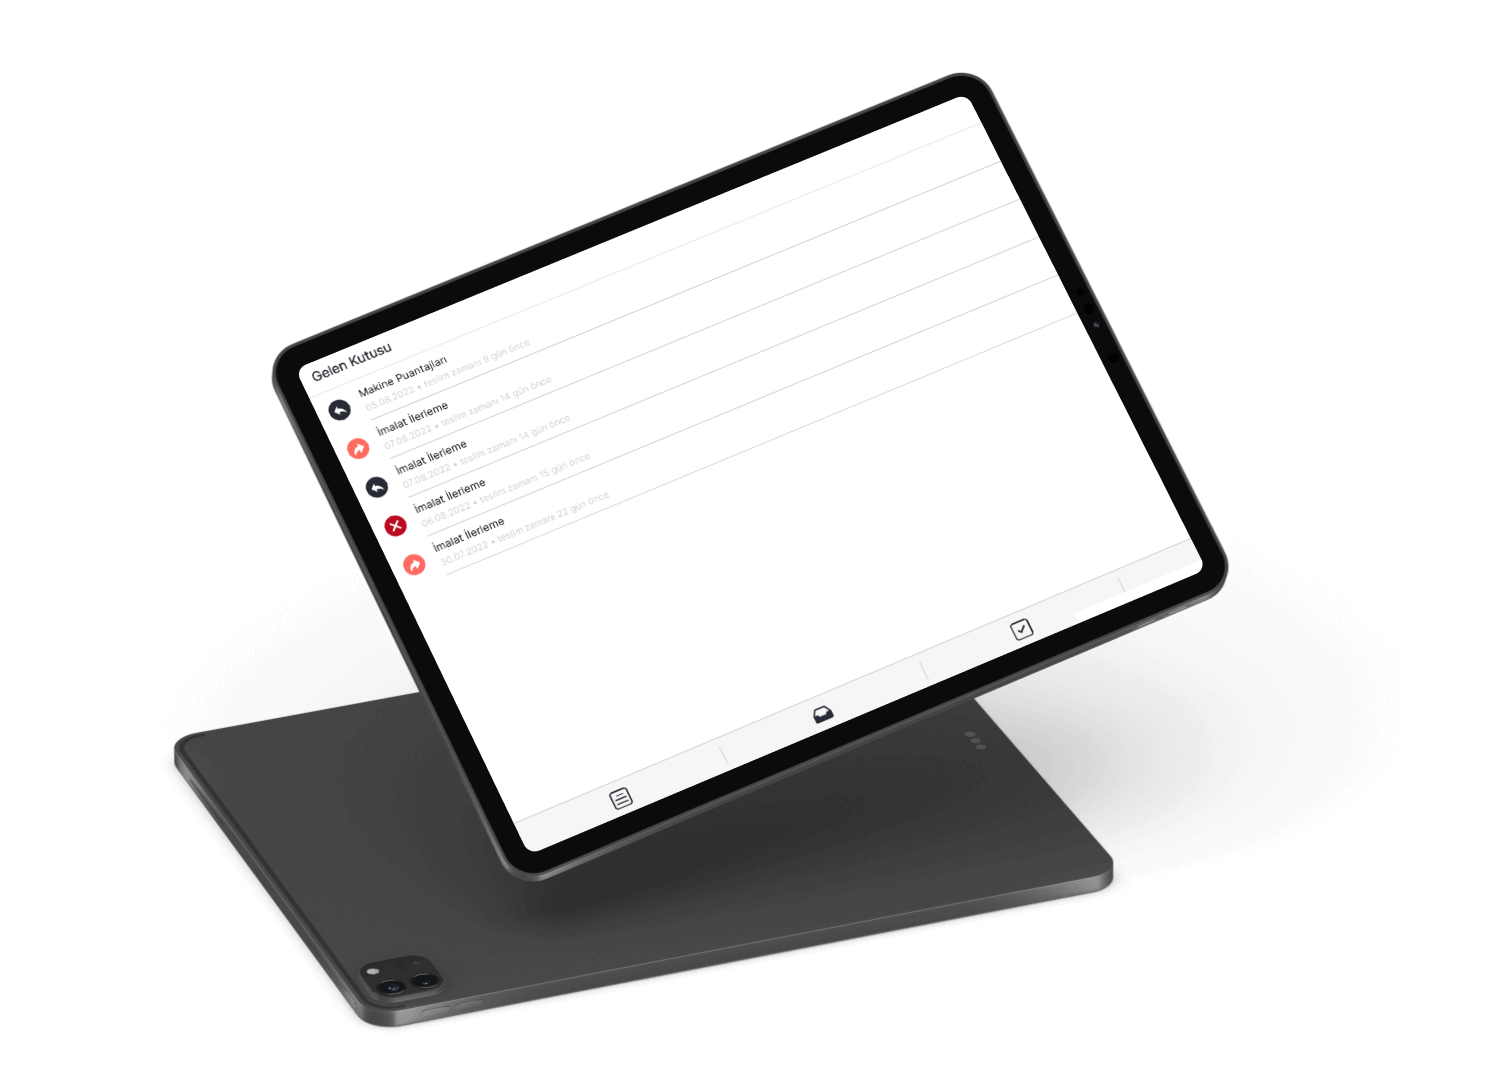 Gelen Kutusu
Makine Puantajları
05.08.2022 • teslim zamanı 9 gün önce
İmalat İlerleme
07.08.2022 • teslim zamanı 14 gün önce
İmalat İlerleme
07.08.2022 • teslim zamanı 14 gün önce
İmalat İlerleme
06.08.2022 • teslim zamanı 15 gün önce
İmalat İlerleme
30.07.2022 • teslim zamanı 22 gün önce